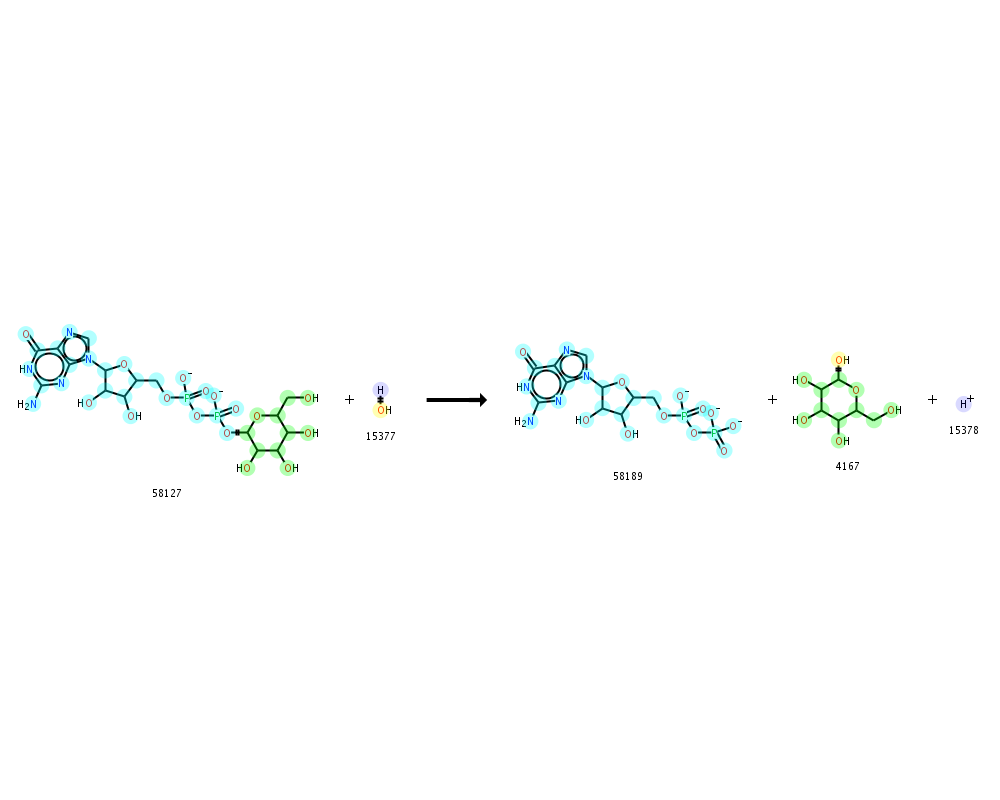 O N N O
HN N O O⁻ O⁻ OH
H₂N N HO OH O P O P O O
O O OH
HO OH
58127
+
H
OH
15377
O N N O
HN N O⁻ O⁻
H₂N N HO OH O P O P O⁻
O O
58189
+
OH
HO O
HO OH
OH
4167
+
H⁺
15378